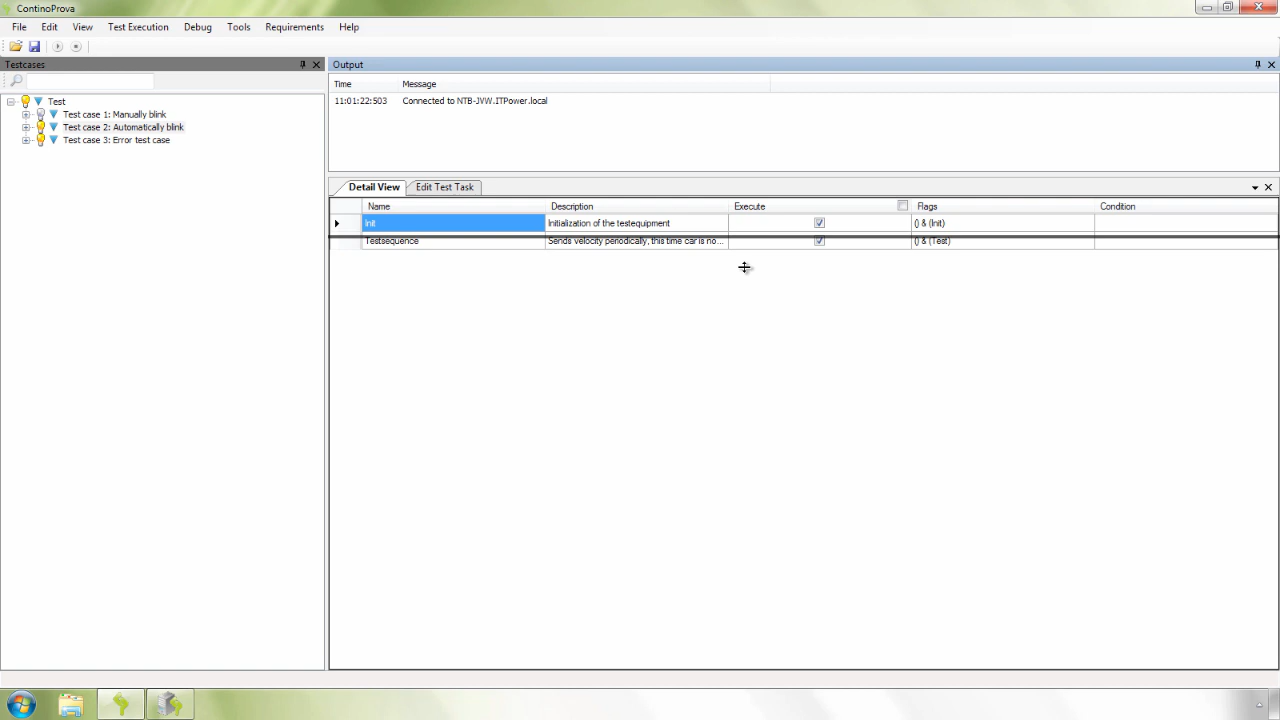 ContinoProva
File Edit View Test Execution Debug Tools Requirements Help
Testcases
Output
Time Message
11:01:22:503 Connected to NTB-JVW.ITPower.local
Test
Test case 1: Manually blink
Test case 2: Automatically blink
Test case 3: Error test case
Detail View Edit Test Task
Name Description Execute Flags Condition
Init Initialization of the testequipment () & (Init)
Testsequence Sends velocity periodically, this time car is no... () & (Test)